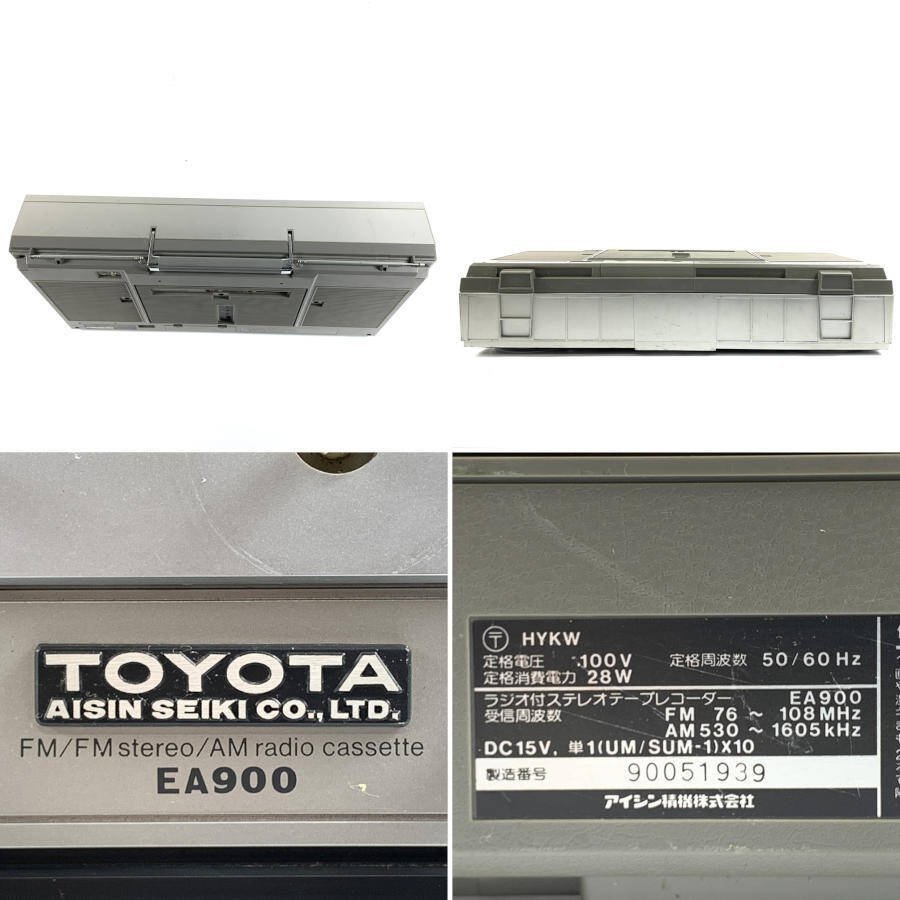 TOYOTA
AISIN SEIKI CO., LTD.
FM/FM stereo/AM radio cassette
EA900
〒 HYKW
定格電圧 100V 定格周波数 50/60Hz
定格消費電力 28W
ラジオ付ステレオテープレコーダー EA900
受信周波数 FM 76 ~ 108MHz
AM 530 ~ 1605kHz
DC 15V, 単1(UM/SUM-1)X10
製造番号 90051939
アイシン精機株式会社